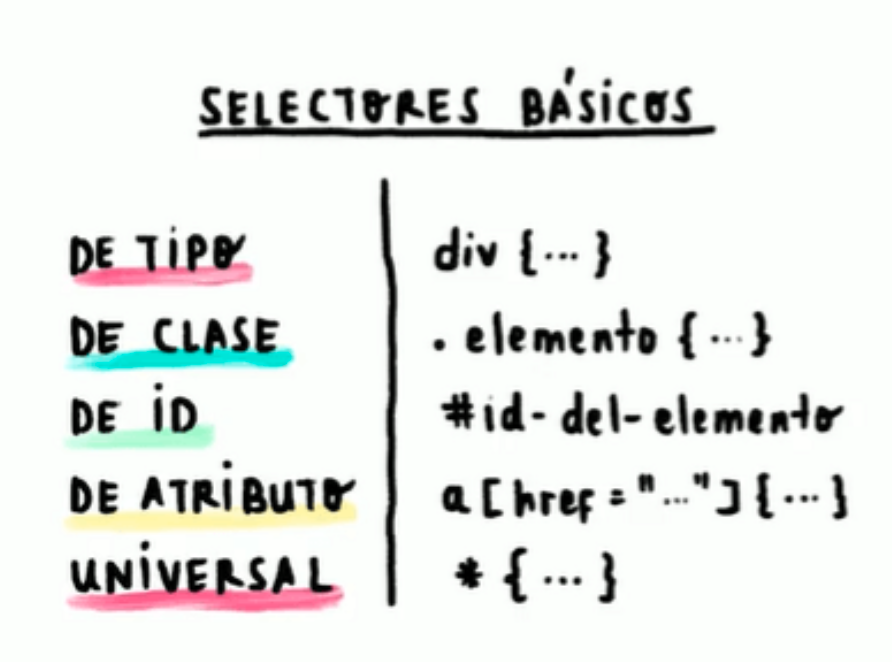 SELECTORES BÁSICOS
DE TIPO div {...}
DE CLASE . elemento {...}
DE ID #id-del-elemento
DE ATRIBUTO a [href="..."] {...}
UNIVERSAL * {...}